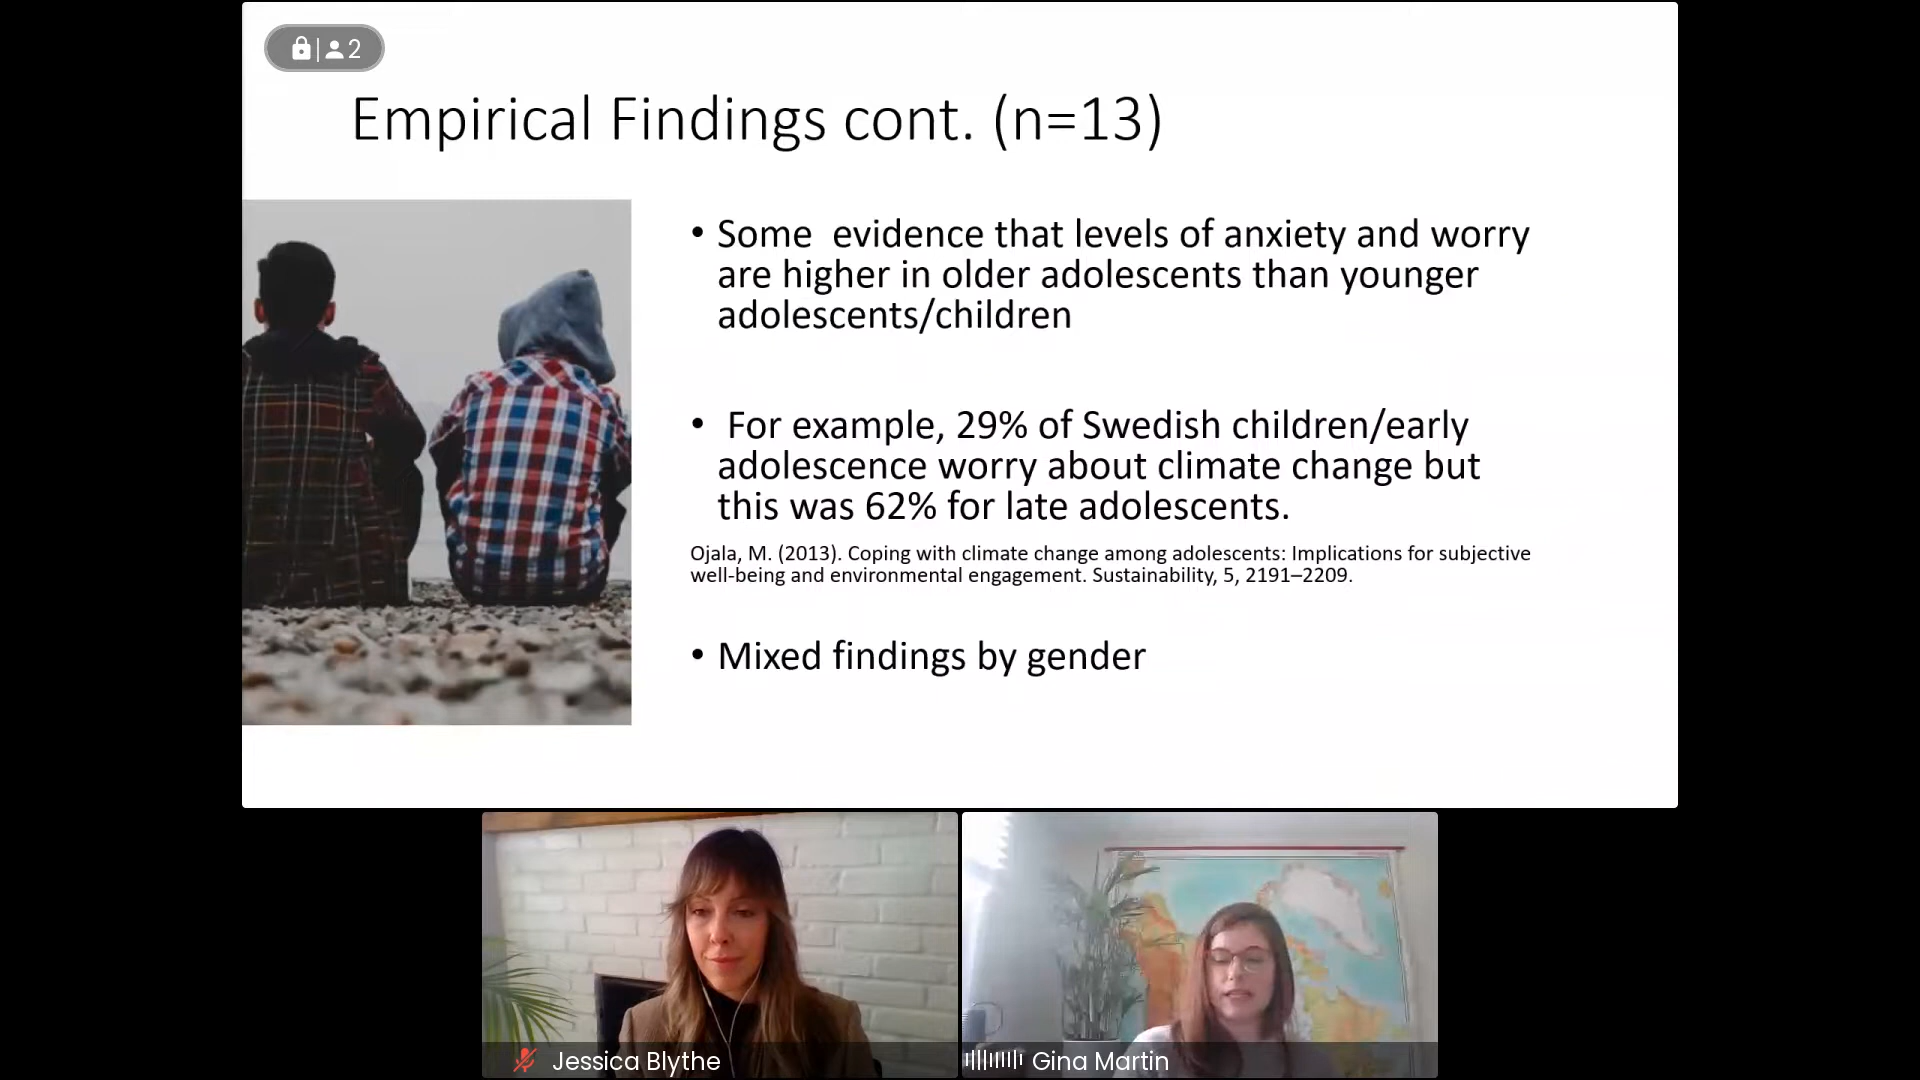 2
Empirical Findings cont. (n=13)
• Some  evidence that levels of anxiety and worry
are higher in older adolescents than younger
adolescents/children
•  For example, 29% of Swedish children/early
adolescence worry about climate change but
this was 62% for late adolescents.
Ojala, M. (2013). Coping with climate change among adolescents: Implications for subjective
well-being and environmental engagement. Sustainability, 5, 2191–2209.
• Mixed findings by gender
Jessica Blythe
Gina Martin